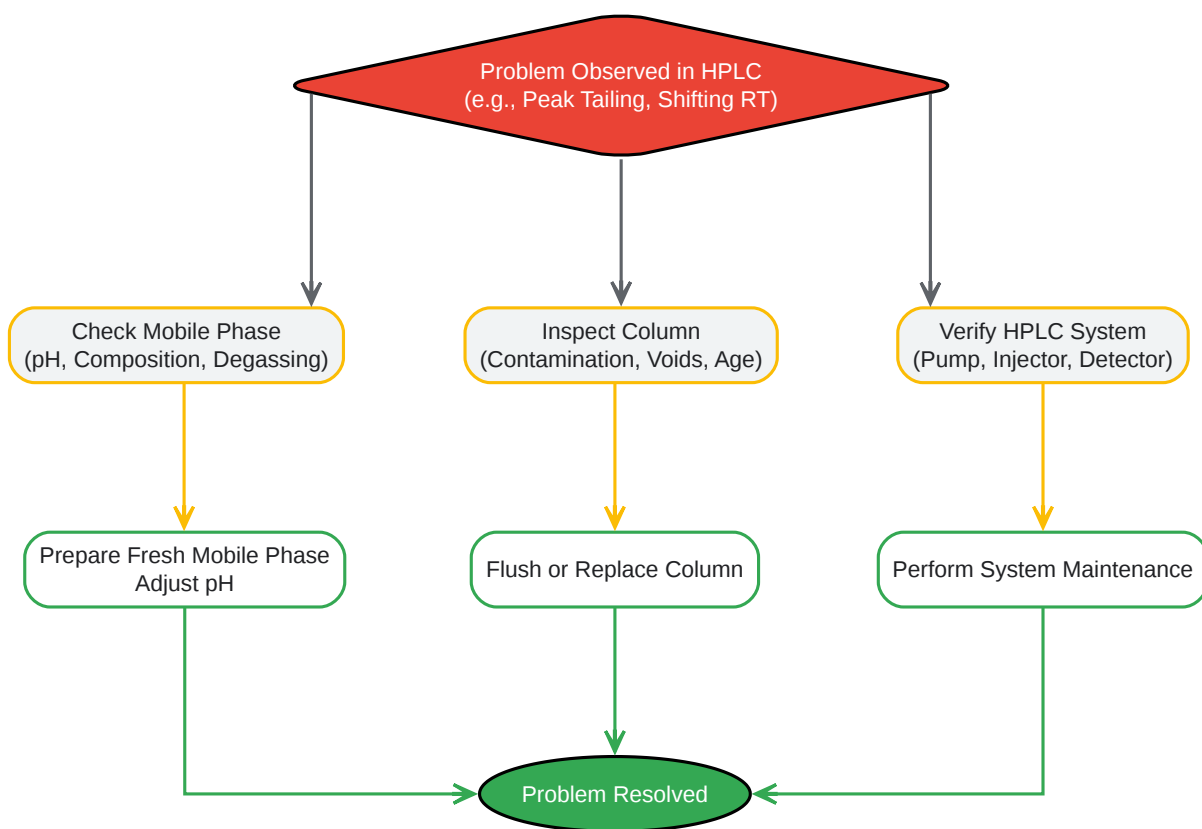 Problem Observed in HPLC
(e.g., Peak Tailing, Shifting RT)
Check Mobile Phase
(pH, Composition, Degassing)
Inspect Column
(Contamination, Voids, Age)
Verify HPLC System
(Pump, Injector, Detector)
Prepare Fresh Mobile Phase
Adjust pH
Flush or Replace Column
Perform System Maintenance
Problem Resolved